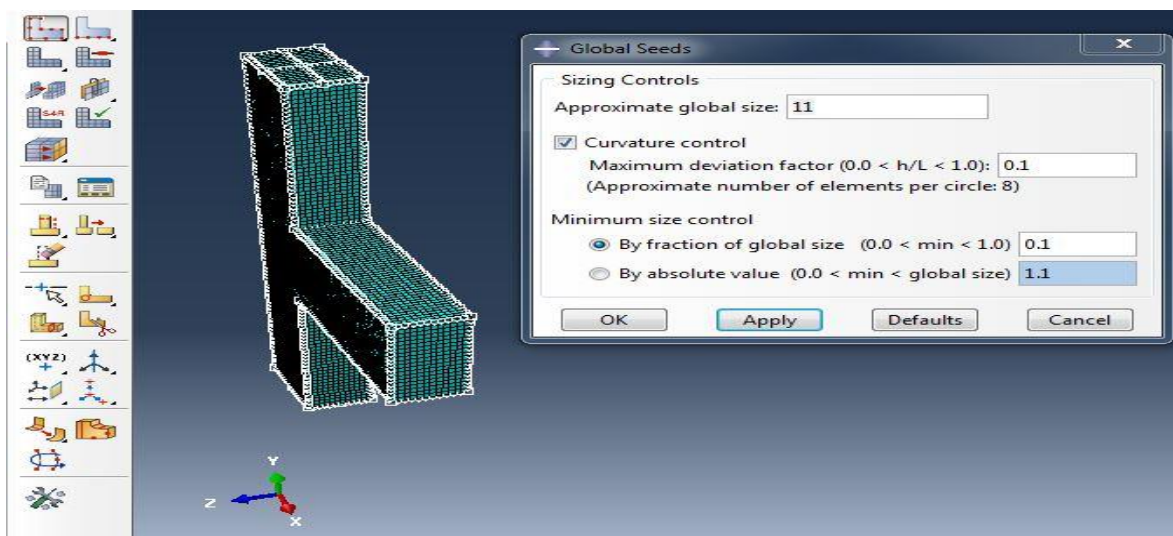 Global Seeds
x
Sizing Controls
Approximate global size: 11
Curvature control
Maximum deviation factor (0.0 < h/L < 1.0): 0.1
(Approximate number of elements per circle: 8)
Minimum size control
By fraction of global size (0.0 < min < 1.0) 0.1
By absolute value (0.0 < min < global size) 1.1
OK Apply Defaults Cancel
S4R
(XYZ)
Y
Z
X